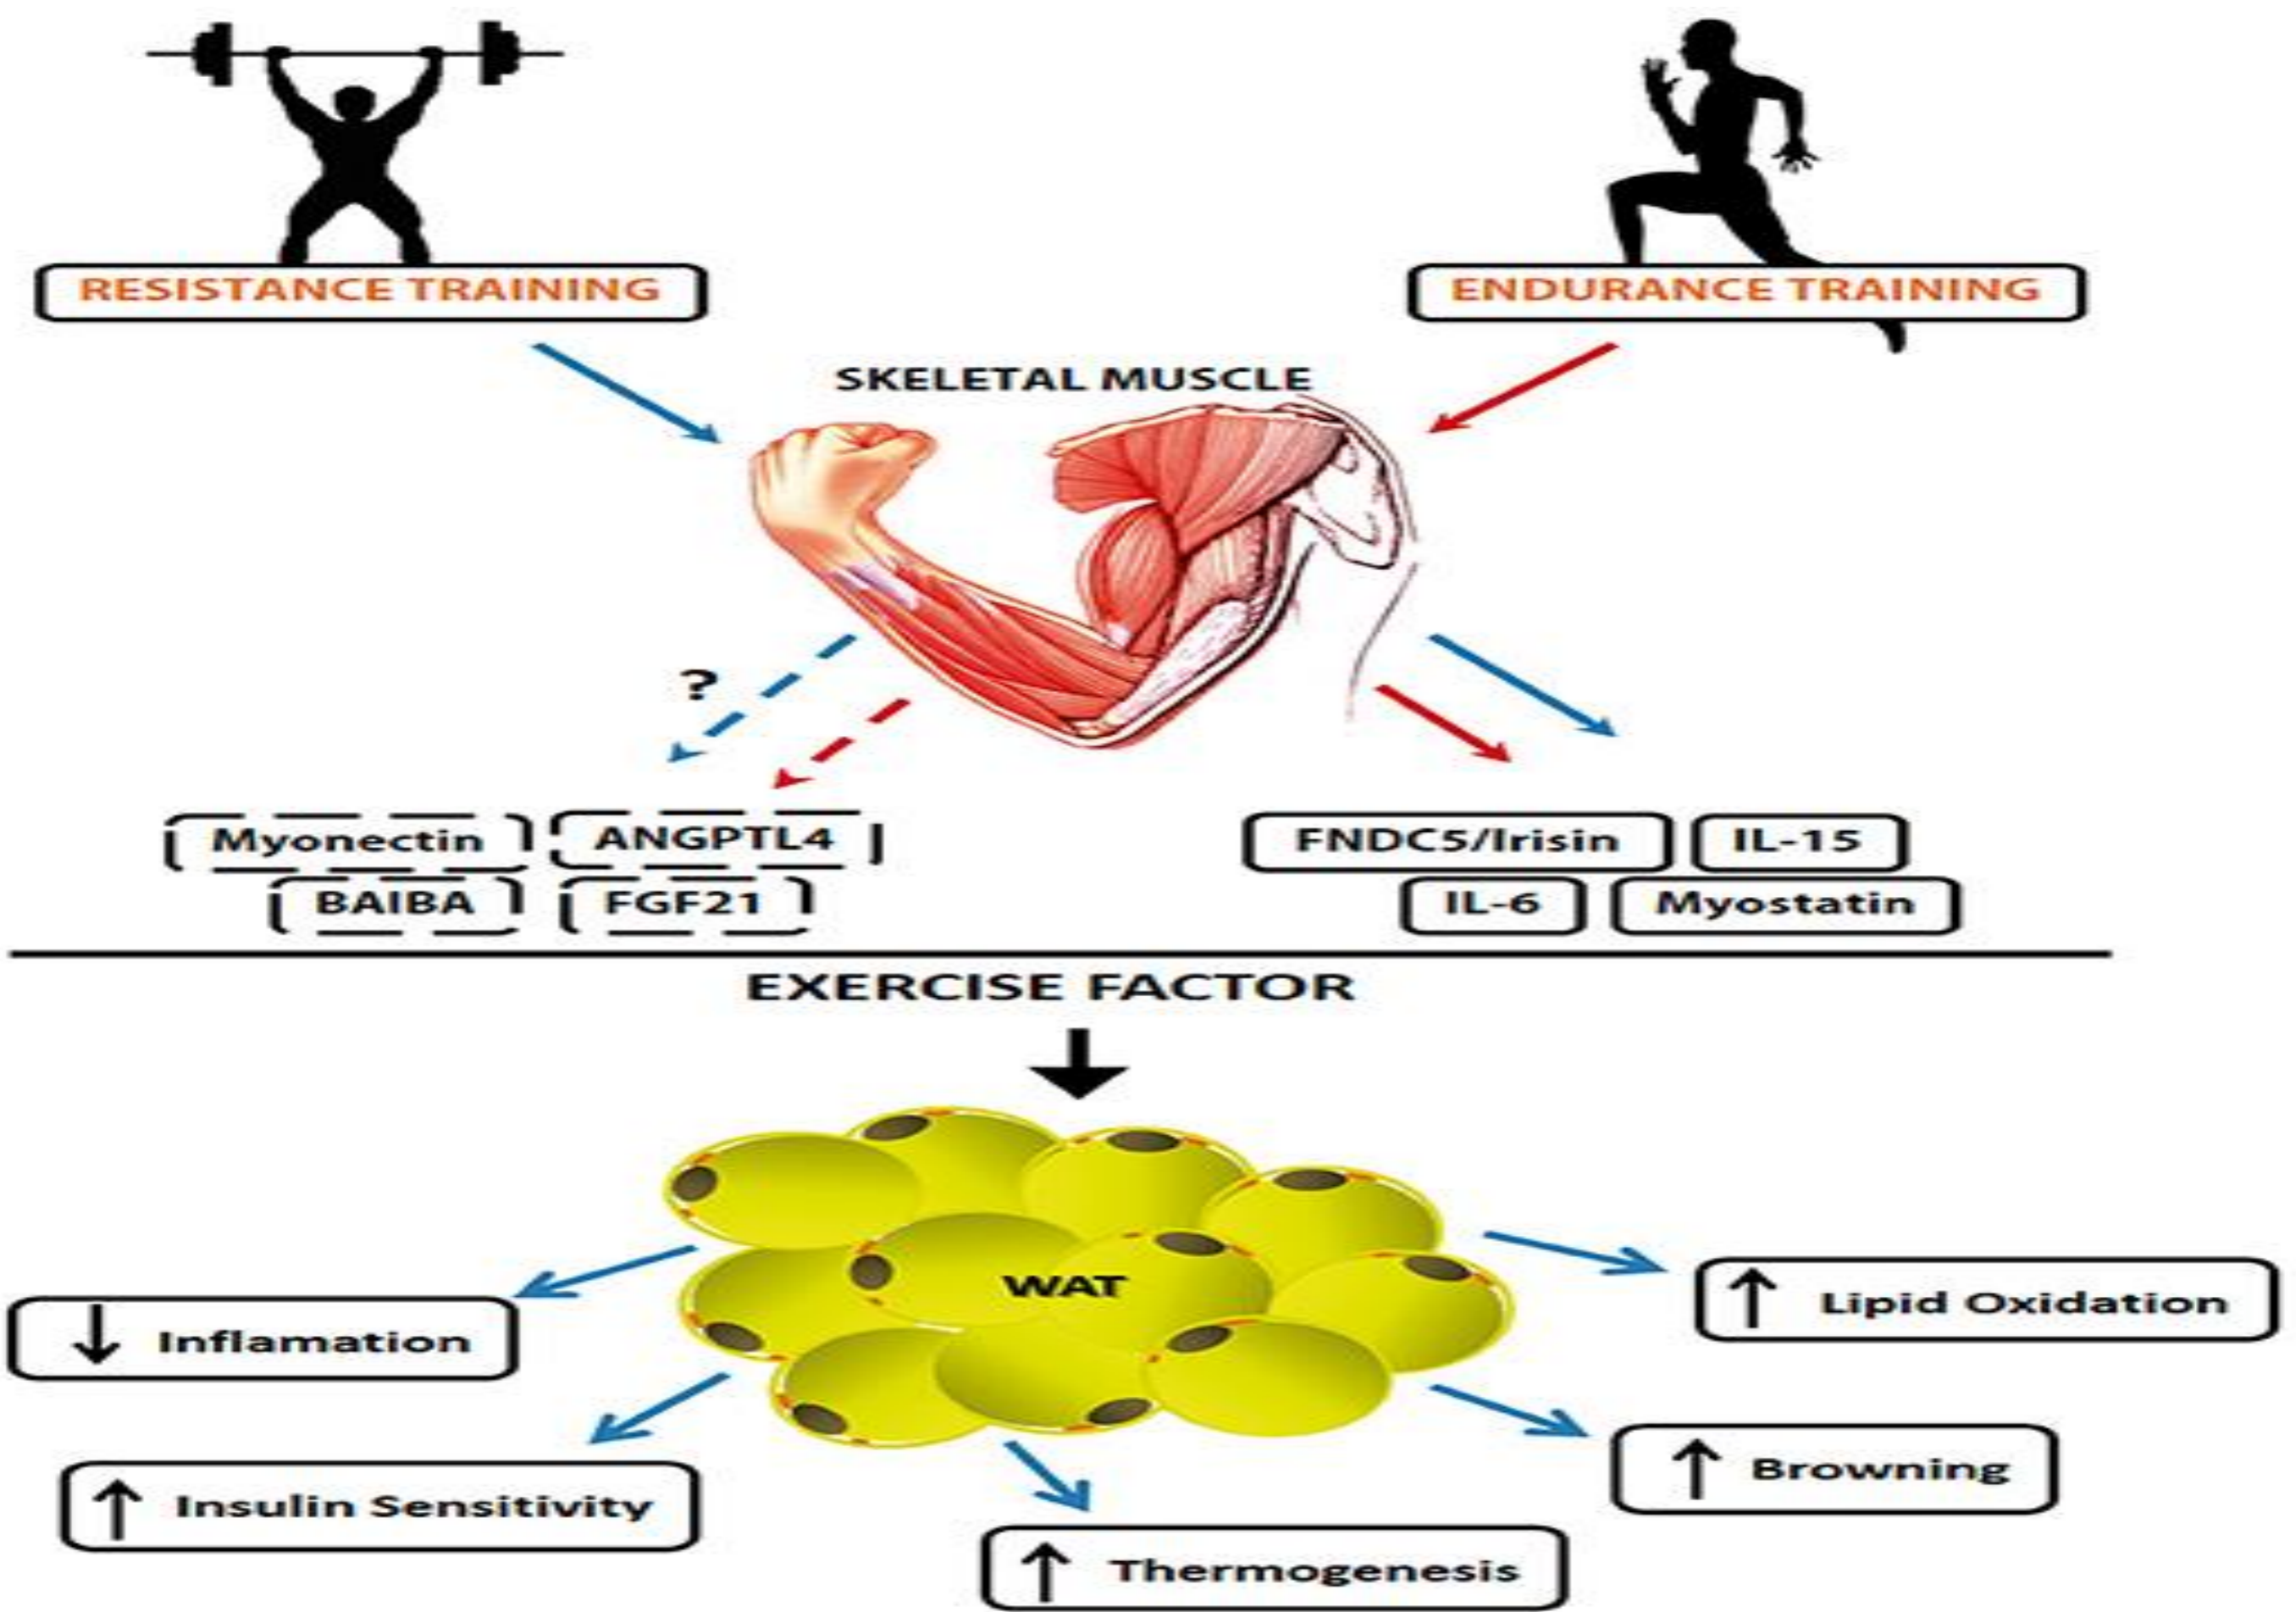 RESISTANCE TRAINING
ENDURANCE TRAINING
SKELETAL MUSCLE
?
Myonectin
ANGPTL4
FNDC5/Irisin
IL-15
BAIBA
FGF21
IL-6
Myostatin
EXERCISE FACTOR
WAT
↑ Lipid Oxidation
↓ Inflamation
↑ Browning
↑ Insulin Sensitivity
↑ Thermogenesis